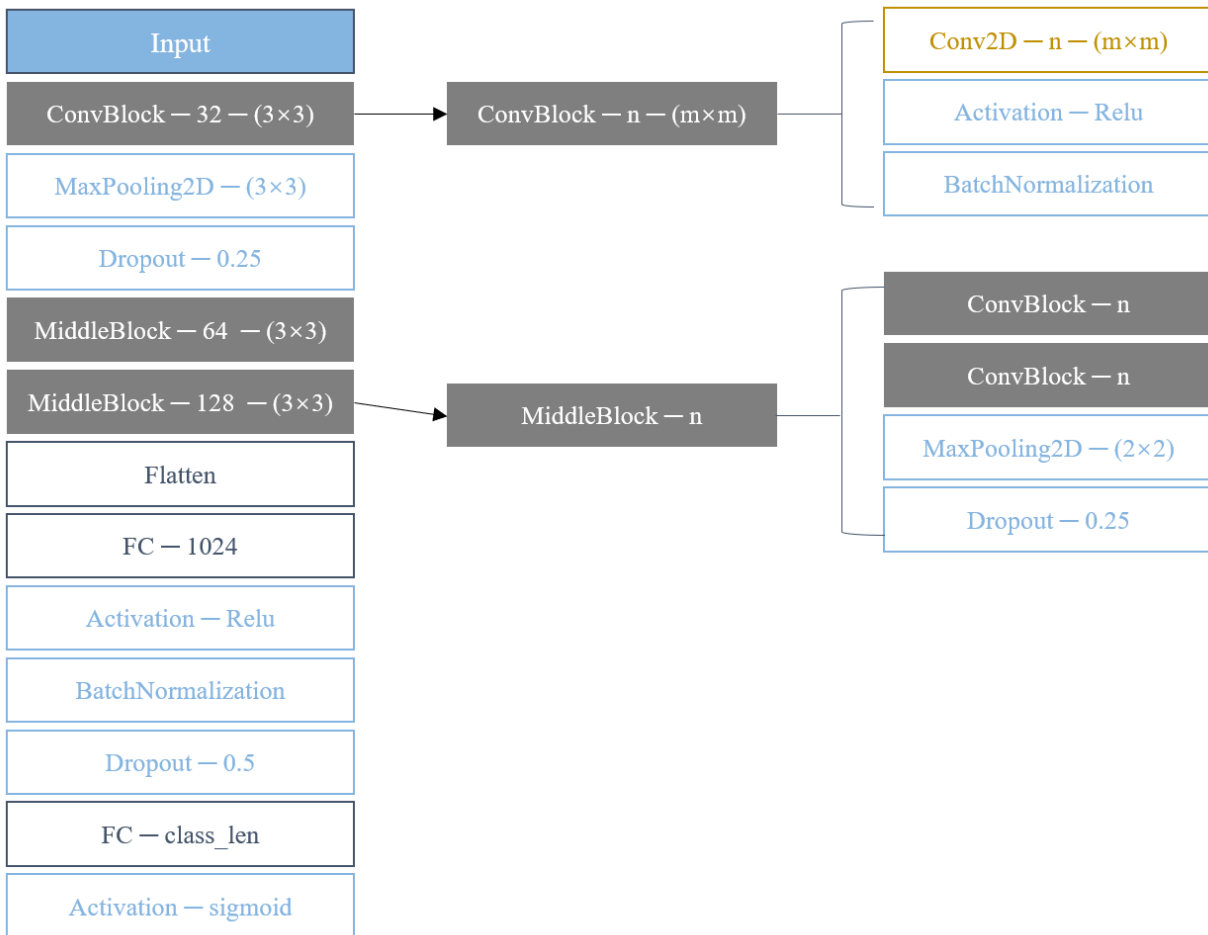 Input
ConvBlock — 32 — (3×3)
MaxPooling2D — (3×3)
Dropout — 0.25
MiddleBlock — 64 — (3×3)
MiddleBlock — 128 — (3×3)
Flatten
FC — 1024
Activation — Relu
BatchNormalization
Dropout — 0.5
FC — class_len
Activation — sigmoid
ConvBlock — n — (m×m)
MiddleBlock — n
Conv2D — n — (m×m)
Activation — Relu
BatchNormalization
ConvBlock — n
ConvBlock — n
MaxPooling2D — (2×2)
Dropout — 0.25